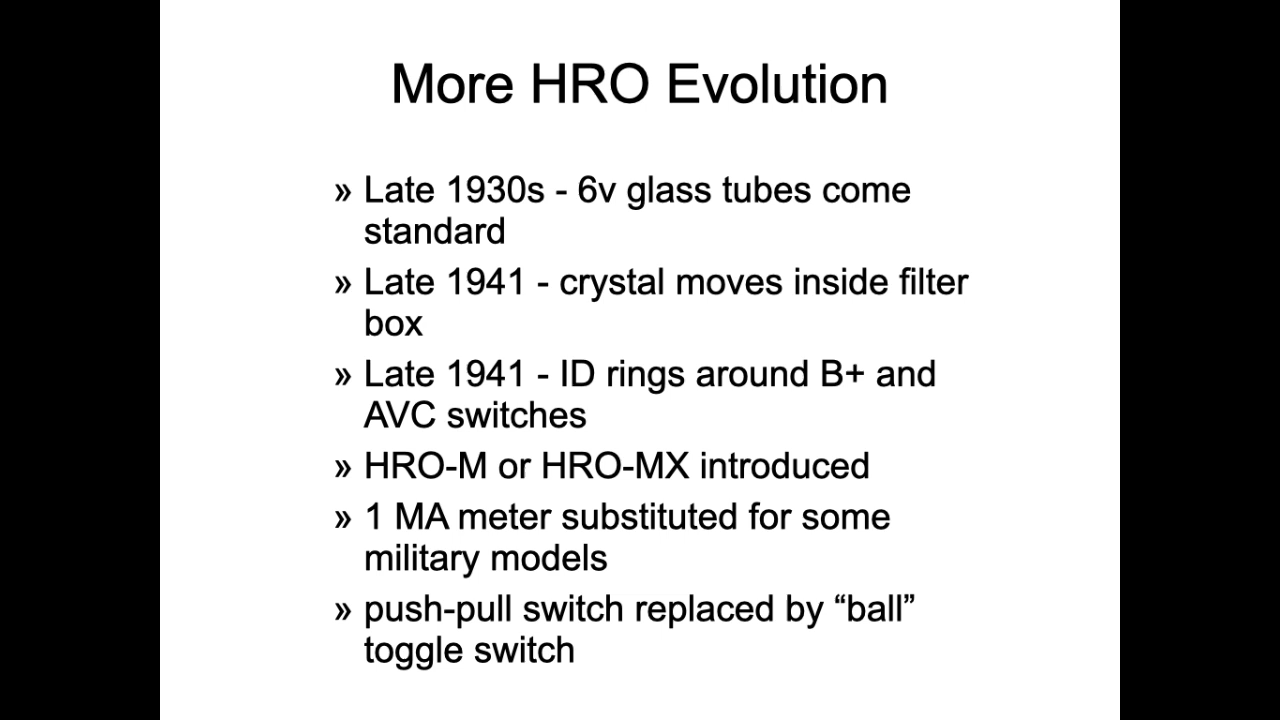 More HRO Evolution
» Late 1930s - 6v glass tubes come
standard
» Late 1941 - crystal moves inside filter
box
» Late 1941 - ID rings around B+ and
AVC switches
» HRO-M or HRO-MX introduced
» 1 MA meter substituted for some
military models
» push-pull switch replaced by “ball”
toggle switch